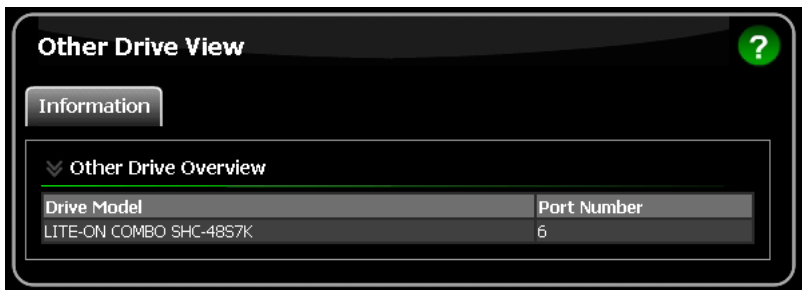 Other Drive View
?
Information
Other Drive Overview
Drive Model Port Number
LITE-ON COMBO SHC-48S7K 6